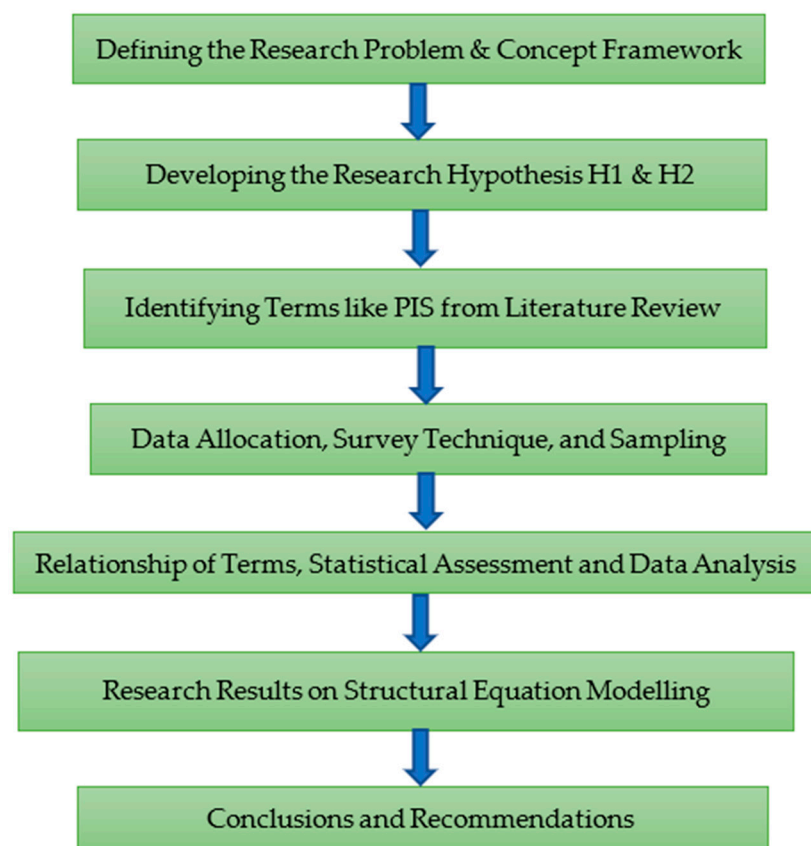 Defining the Research Problem & Concept Framework
Developing the Research Hypothesis H1 & H2
Identifying Terms like PIS from Literature Review
Data Allocation, Survey Technique, and Sampling
Relationship of Terms, Statistical Assessment and Data Analysis
Research Results on Structural Equation Modelling
Conclusions and Recommendations